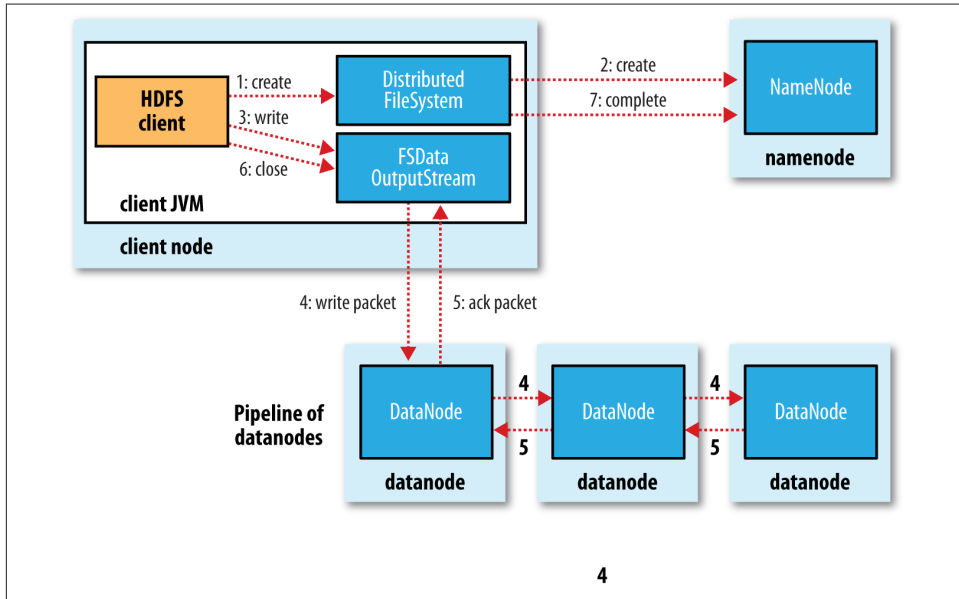 HDFS
client
1: create
3: write
6: close
Distributed
FileSystem
FSData
OutputStream
client JVM
client node
2: create
7: complete
NameNode
namenode
4: write packet
5: ack packet
Pipeline of
datanodes
DataNode
datanode
4
5
DataNode
datanode
4
5
DataNode
datanode
4